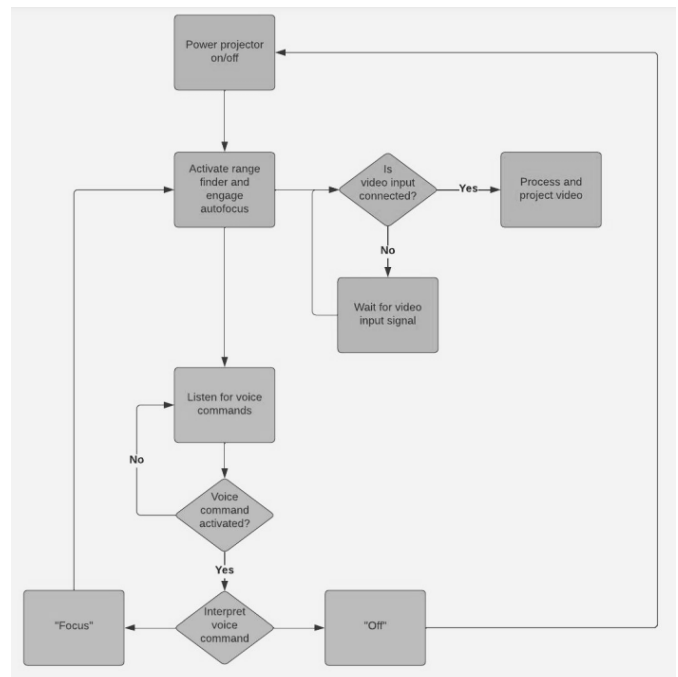 Power projector
on/off
Activate range
finder and
engage
autofocus
Is
video input
connected?
Yes
Process and
project video
No
Wait for video
input signal
Listen for voice
commands
No
Voice
command
activated?
Yes
"Focus"
Interpret
voice
command
"Off"